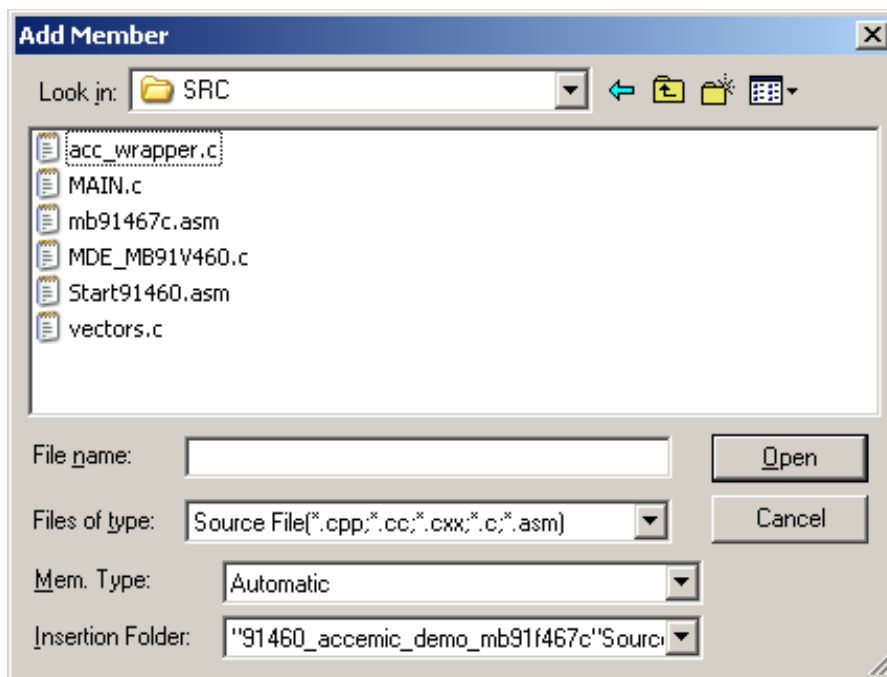 Add Member
Look in: SRC
acc_wrapper.c
MAIN.c
mb91467c.asm
MDE_MB91V460.c
Start91460.asm
vectors.c
File name: Open
Files of type: Source File(*.cpp;*.cc;*.cxx;*.c;*.asm) Cancel
Mem. Type: Automatic
Insertion Folder: "91460_accemic_demo_mb91f467c"Sourc